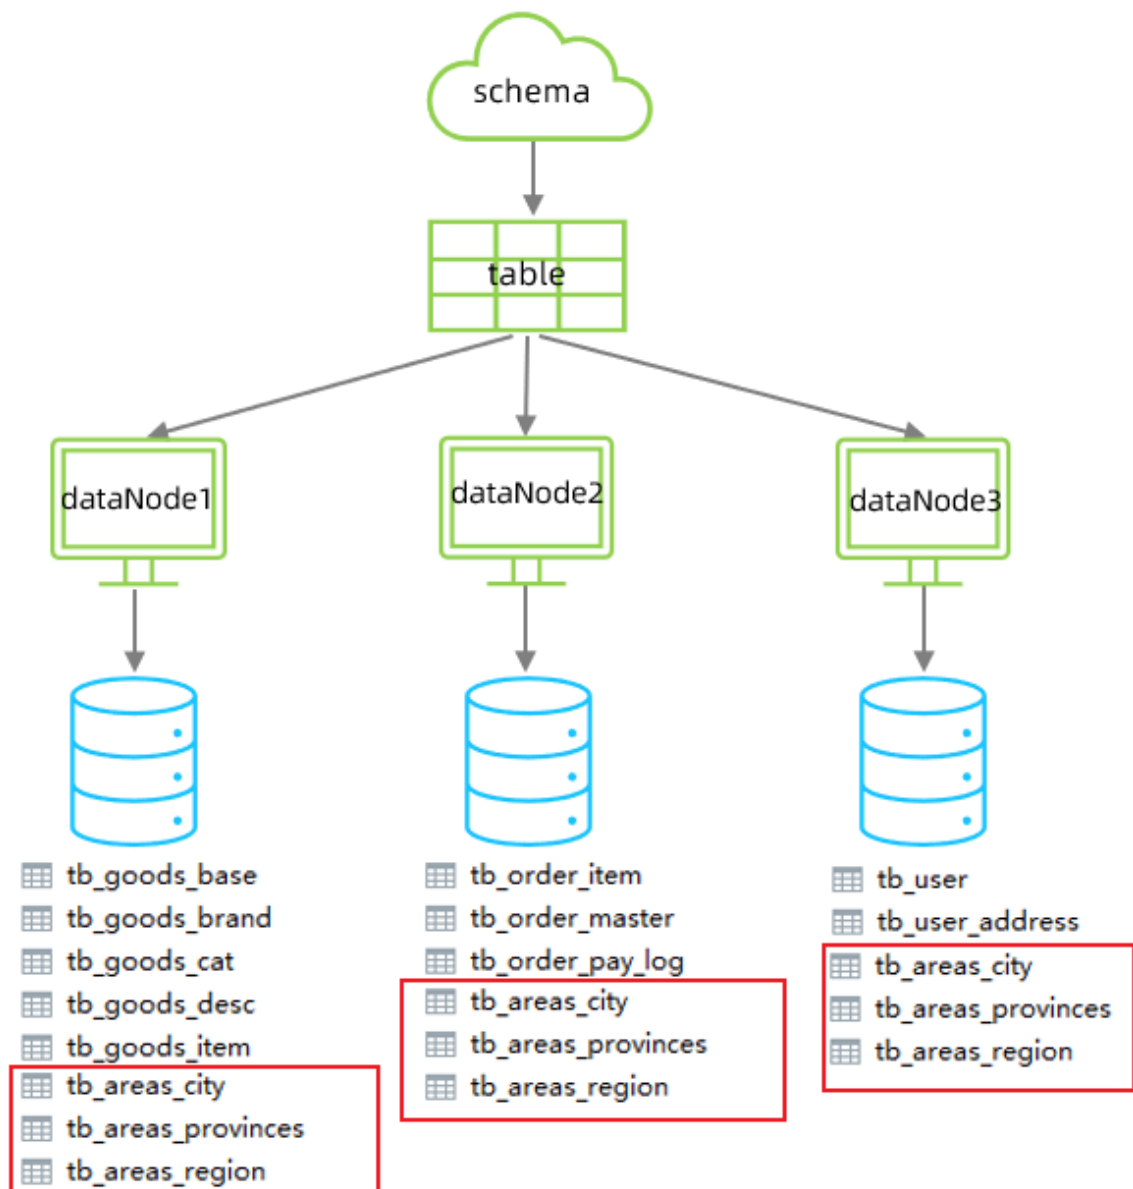 schema
table
dataNode1
dataNode2
dataNode3
tb_goods_base
tb_goods_brand
tb_goods_cat
tb_goods_desc
tb_goods_item
tb_areas_city
tb_areas_provinces
tb_areas_region
tb_order_item
tb_order_master
tb_order_pay_log
tb_areas_city
tb_areas_provinces
tb_areas_region
tb_user
tb_user_address
tb_areas_city
tb_areas_provinces
tb_areas_region